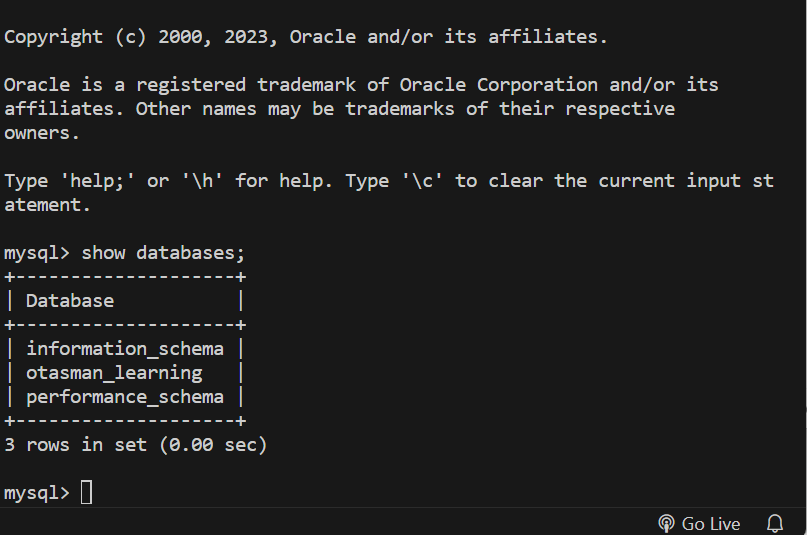 Copyright (c) 2000, 2023, Oracle and/or its affiliates.
Oracle is a registered trademark of Oracle Corporation and/or its
affiliates. Other names may be trademarks of their respective
owners.
Type 'help;' or '\h' for help. Type '\c' to clear the current input st
atement.
mysql> show databases;
+--------------------+
| Database           |
+--------------------+
| information_schema |
| otasman_learning   |
| performance_schema |
+--------------------+
3 rows in set (0.00 sec)
mysql>
Go Live